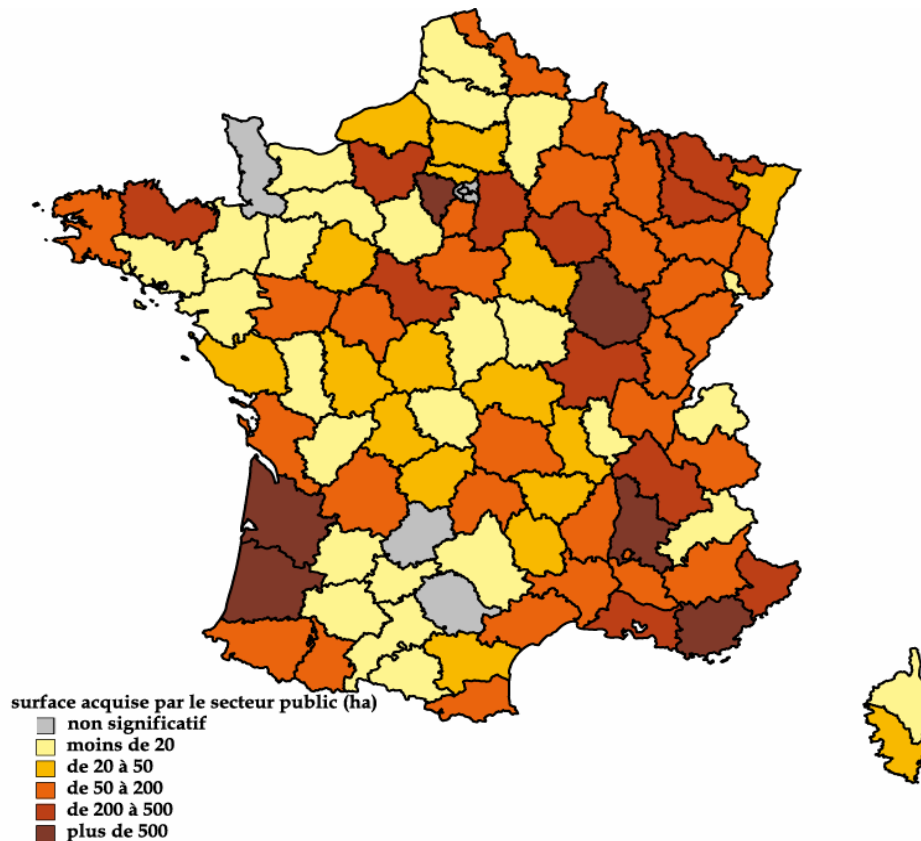 surface acquise par le secteur public (ha)
non significatif
moins de 20
de 20 à 50
de 50 à 200
de 200 à 500
plus de 500